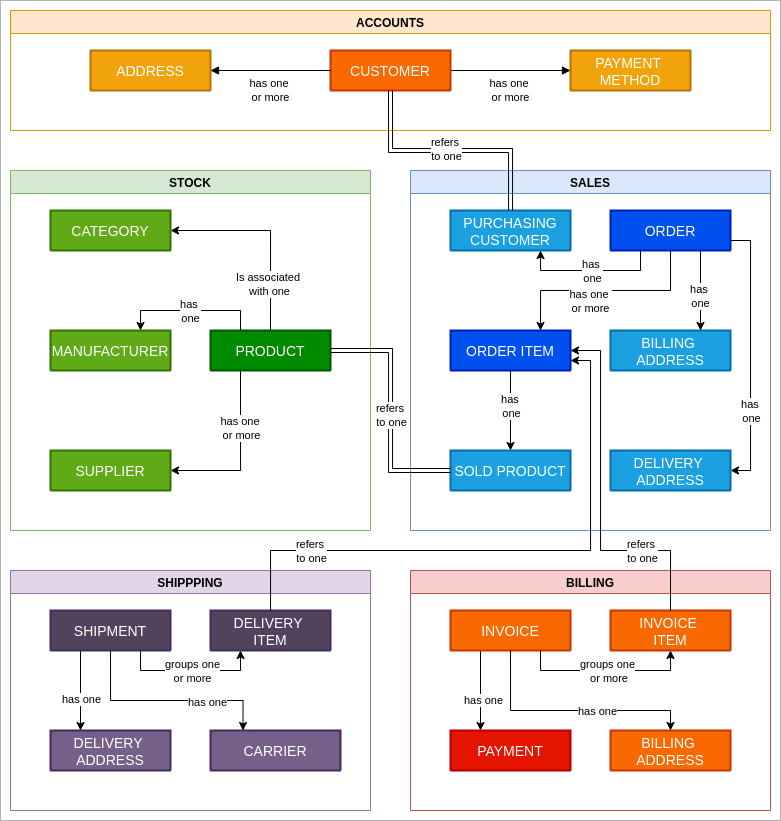 ACCOUNTS
ADDRESS
has one
or more
CUSTOMER
has one
or more
PAYMENT
METHOD
refers
to one
STOCK
CATEGORY
Is associated
with one
has
one
MANUFACTURER
PRODUCT
has one
or more
SUPPLIER
refers
to one
SALES
PURCHASING
CUSTOMER
ORDER
has
one
has one
or more
has
one
ORDER ITEM
BILLING
ADDRESS
has
one
has
one
SOLD PRODUCT
DELIVERY
ADDRESS
refers
to one
refers
to one
SHIPPPING
SHIPMENT
DELIVERY
ITEM
groups one
or more
has one
has one
DELIVERY
ADDRESS
CARRIER
BILLING
INVOICE
INVOICE
ITEM
groups one
or more
has one
has one
PAYMENT
BILLING
ADDRESS